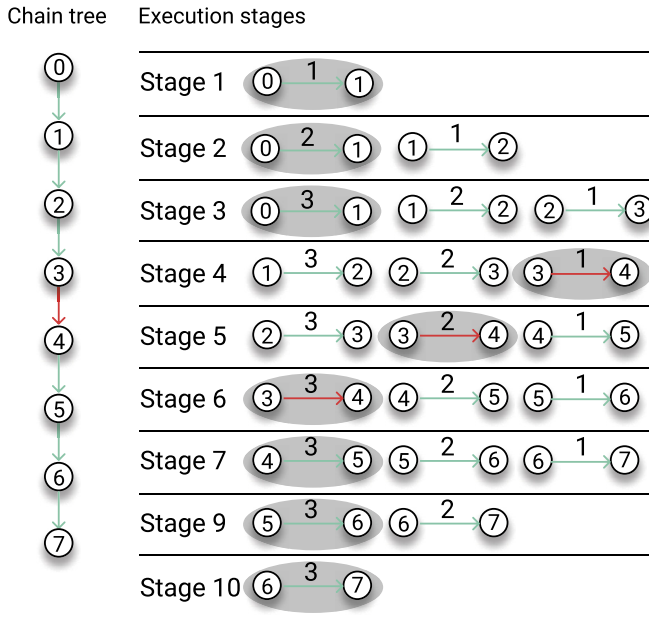 Chain tree Execution stages
0
1
2
3
4
5
6
7
Stage 1 0 1 1
Stage 2 0 2 1 1 1 2
Stage 3 0 3 1 1 2 2 2 1 3
Stage 4 1 3 2 2 2 3 3 1 4
Stage 5 2 3 3 3 2 4 4 1 5
Stage 6 3 3 4 4 2 5 5 1 6
Stage 7 4 3 5 5 2 6 6 1 7
Stage 9 5 3 6 6 2 7
Stage 10 6 3 7